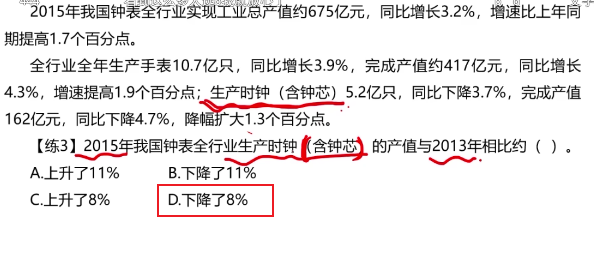 2015年我国钟表全行业实现工业总产值约675亿元，同比增长3.2%，增速比上年同
期提高1.7个百分点。
全行业全年生产手表10.7亿只，同比增长3.9%，完成产值约417亿元，同比增长
4.3%，增速提高1.9个百分点；生产时钟（含钟芯）5.2亿只，同比下降3.7%，完成产值
162亿元，同比下降4.7%，降幅扩大1.3个百分点。
【练3】2015年我国钟表全行业生产时钟（含钟芯）的产值与2013年相比约（ ）。
A.上升了11% B.下降了11%
C.上升了8% D.下降了8%